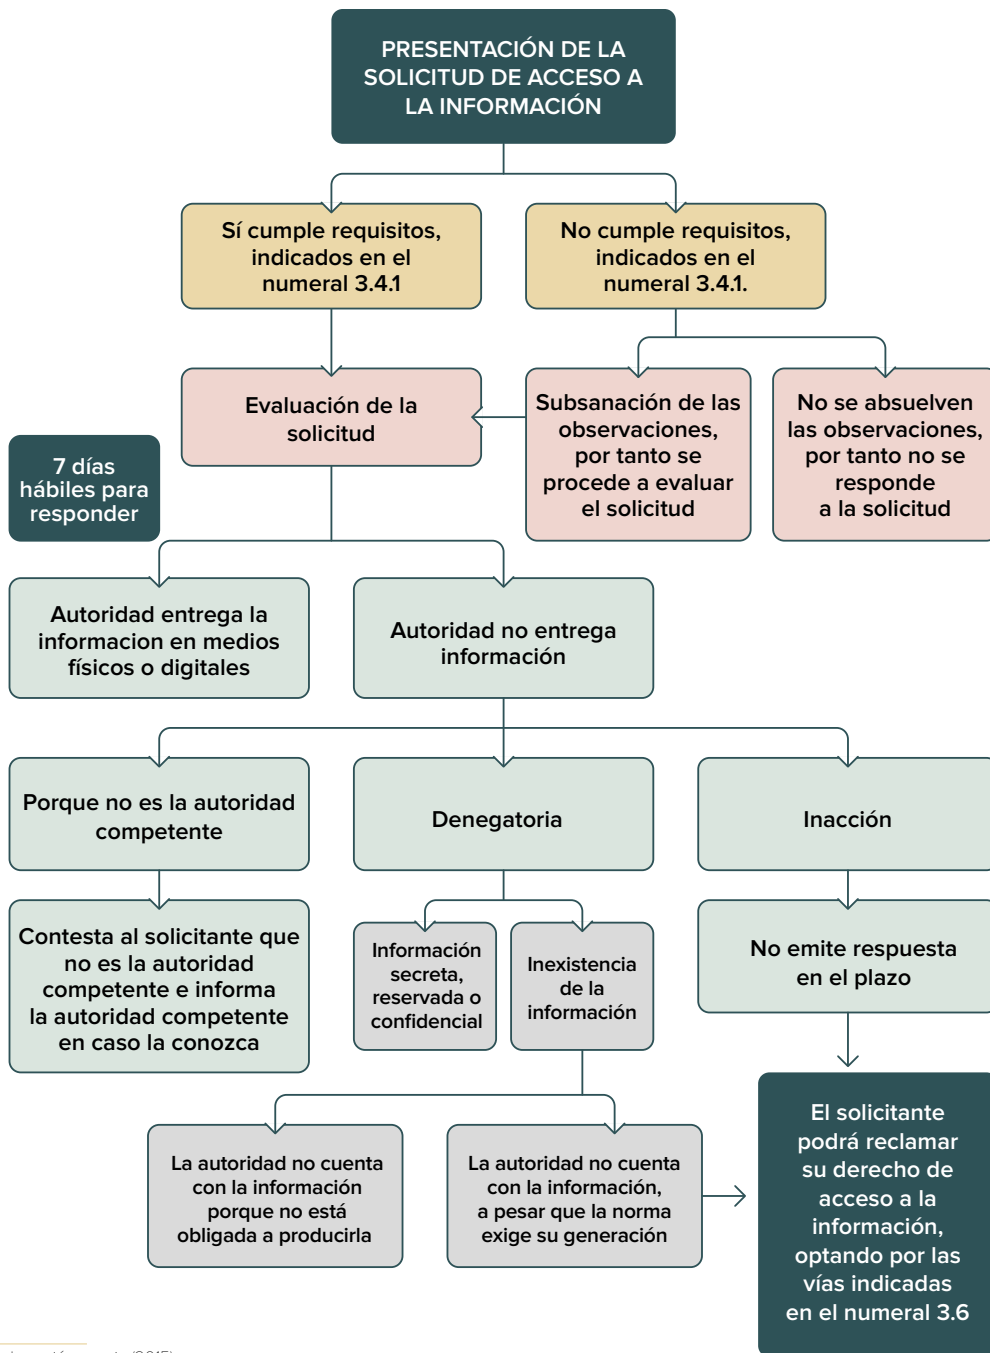 PRESENTACIÓN DE LA
SOLICITUD DE ACCESO A
LA INFORMACIÓN
Sí cumple requisitos,
indicados en el
numeral 3.4.1
No cumple requisitos,
indicados en el
numeral 3.4.1.
Evaluación de la
solicitud
Subsanación de las
observaciones,
por tanto se
procede a evaluar
el solicitud
No se absuelven
las observaciones,
por tanto no se
responde
a la solicitud
7 días
hábiles para
responder
Autoridad entrega la
informacion en medios
físicos o digitales
Autoridad no entrega
información
Porque no es la autoridad
competente
Denegatoria
Inacción
Contesta al solicitante que
no es la autoridad
competente e informa
la autoridad competente
en caso la conozca
Información
secreta,
reservada o
confidencial
Inexistencia
de la
información
No emite respuesta
en el plazo
La autoridad no cuenta
con la información
porque no está
obligada a producirla
La autoridad no cuenta
con la información,
a pesar que la norma
exige su generación
El solicitante
podrá reclamar
su derecho de
acceso a la
información,
optando por las
vías indicadas
en el numeral 3.6